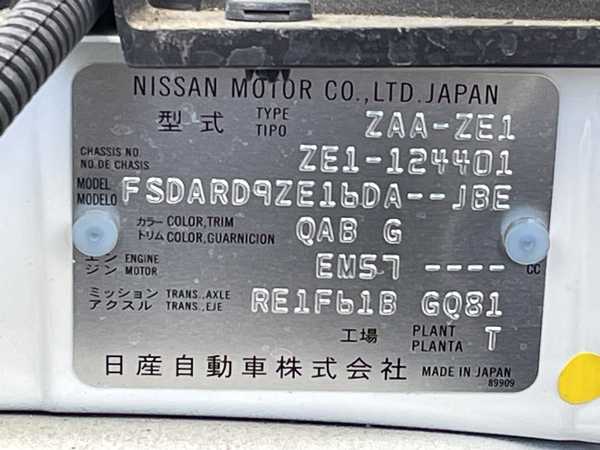 NISSAN MOTOR CO.,LTD.JAPAN
型式 TYPE TIPO ZAA-ZE1
CHASSIS NO. NO.DE CHASIS ZE1-124401
MODEL MODELO FSDARD9ZE16DA--JBE
カラー COLOR,TRIM
トリム COLOR,GUARNICION QAB G
エンジン ENGINE MOTOR EM57 ---- CC
ミッション TRANS.,AXLE
アクスル TRANS.,EJE RE1F61B GQ81
工場 PLANT PLANTA T
日産自動車株式会社 MADE IN JAPAN
89909